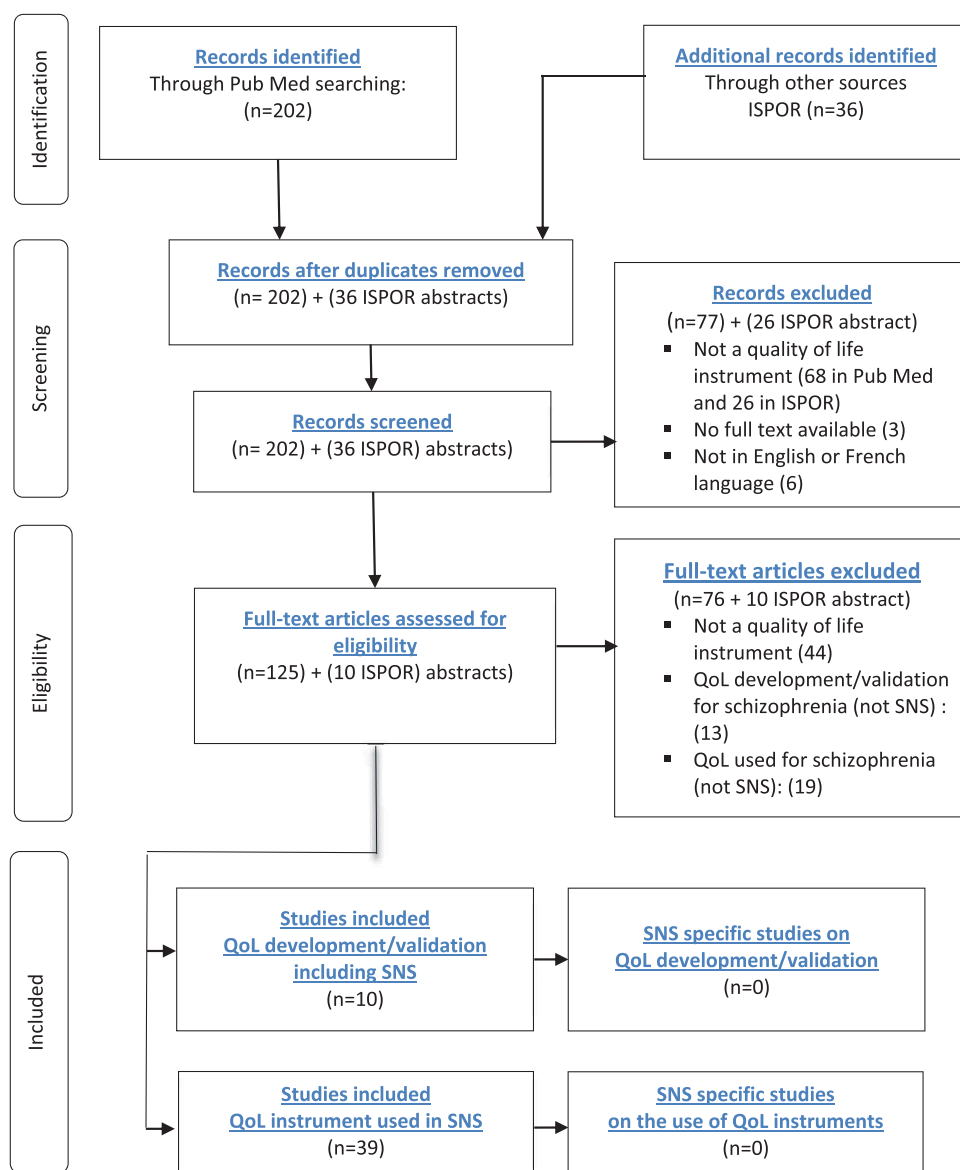 Identification
Records identified
Through Pub Med searching:
(n=202)
Additional records identified
Through other sources
ISPOR (n=36)
Screening
Records after duplicates removed
(n= 202) + (36 ISPOR abstracts)
Records screened
(n= 202) + (36 ISPOR) abstracts)
Records excluded
(n=77) + (26 ISPOR abstract)
▪ Not a quality of life
instrument (68 in Pub Med
and 26 in ISPOR)
▪ No full text available (3)
▪ Not in English or French
language (6)
Eligibility
Full-text articles assessed for
eligibility
(n=125) + (10 ISPOR) abstracts)
Full-text articles excluded
(n=76 + 10 ISPOR abstract)
▪ Not a quality of life
instrument (44)
▪ QoL development/validation
for schizophrenia (not SNS) :
(13)
▪ QoL used for schizophrenia
(not SNS): (19)
Included
Studies included
QoL development/validation
including SNS
(n=10)
SNS specific studies on
QoL development/validation
(n=0)
Studies included
QoL instrument used in SNS
(n=39)
SNS specific studies
on the use of QoL instruments
(n=0)